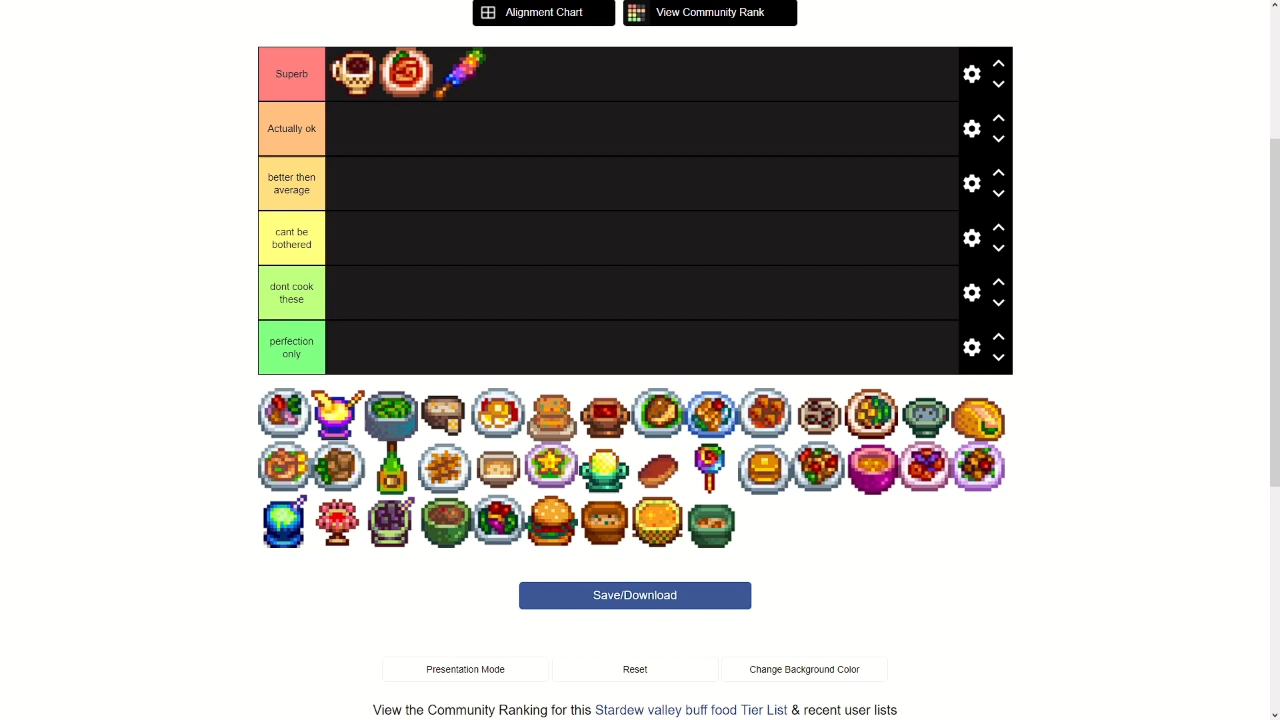 Alignment Chart
View Community Rank
Superb
Actually ok
better then
average
cant be
bothered
dont cook
these
perfection
only
Save/Download
Presentation Mode
Reset
Change Background Color
View the Community Ranking for this Stardew valley buff food Tier List & recent user lists